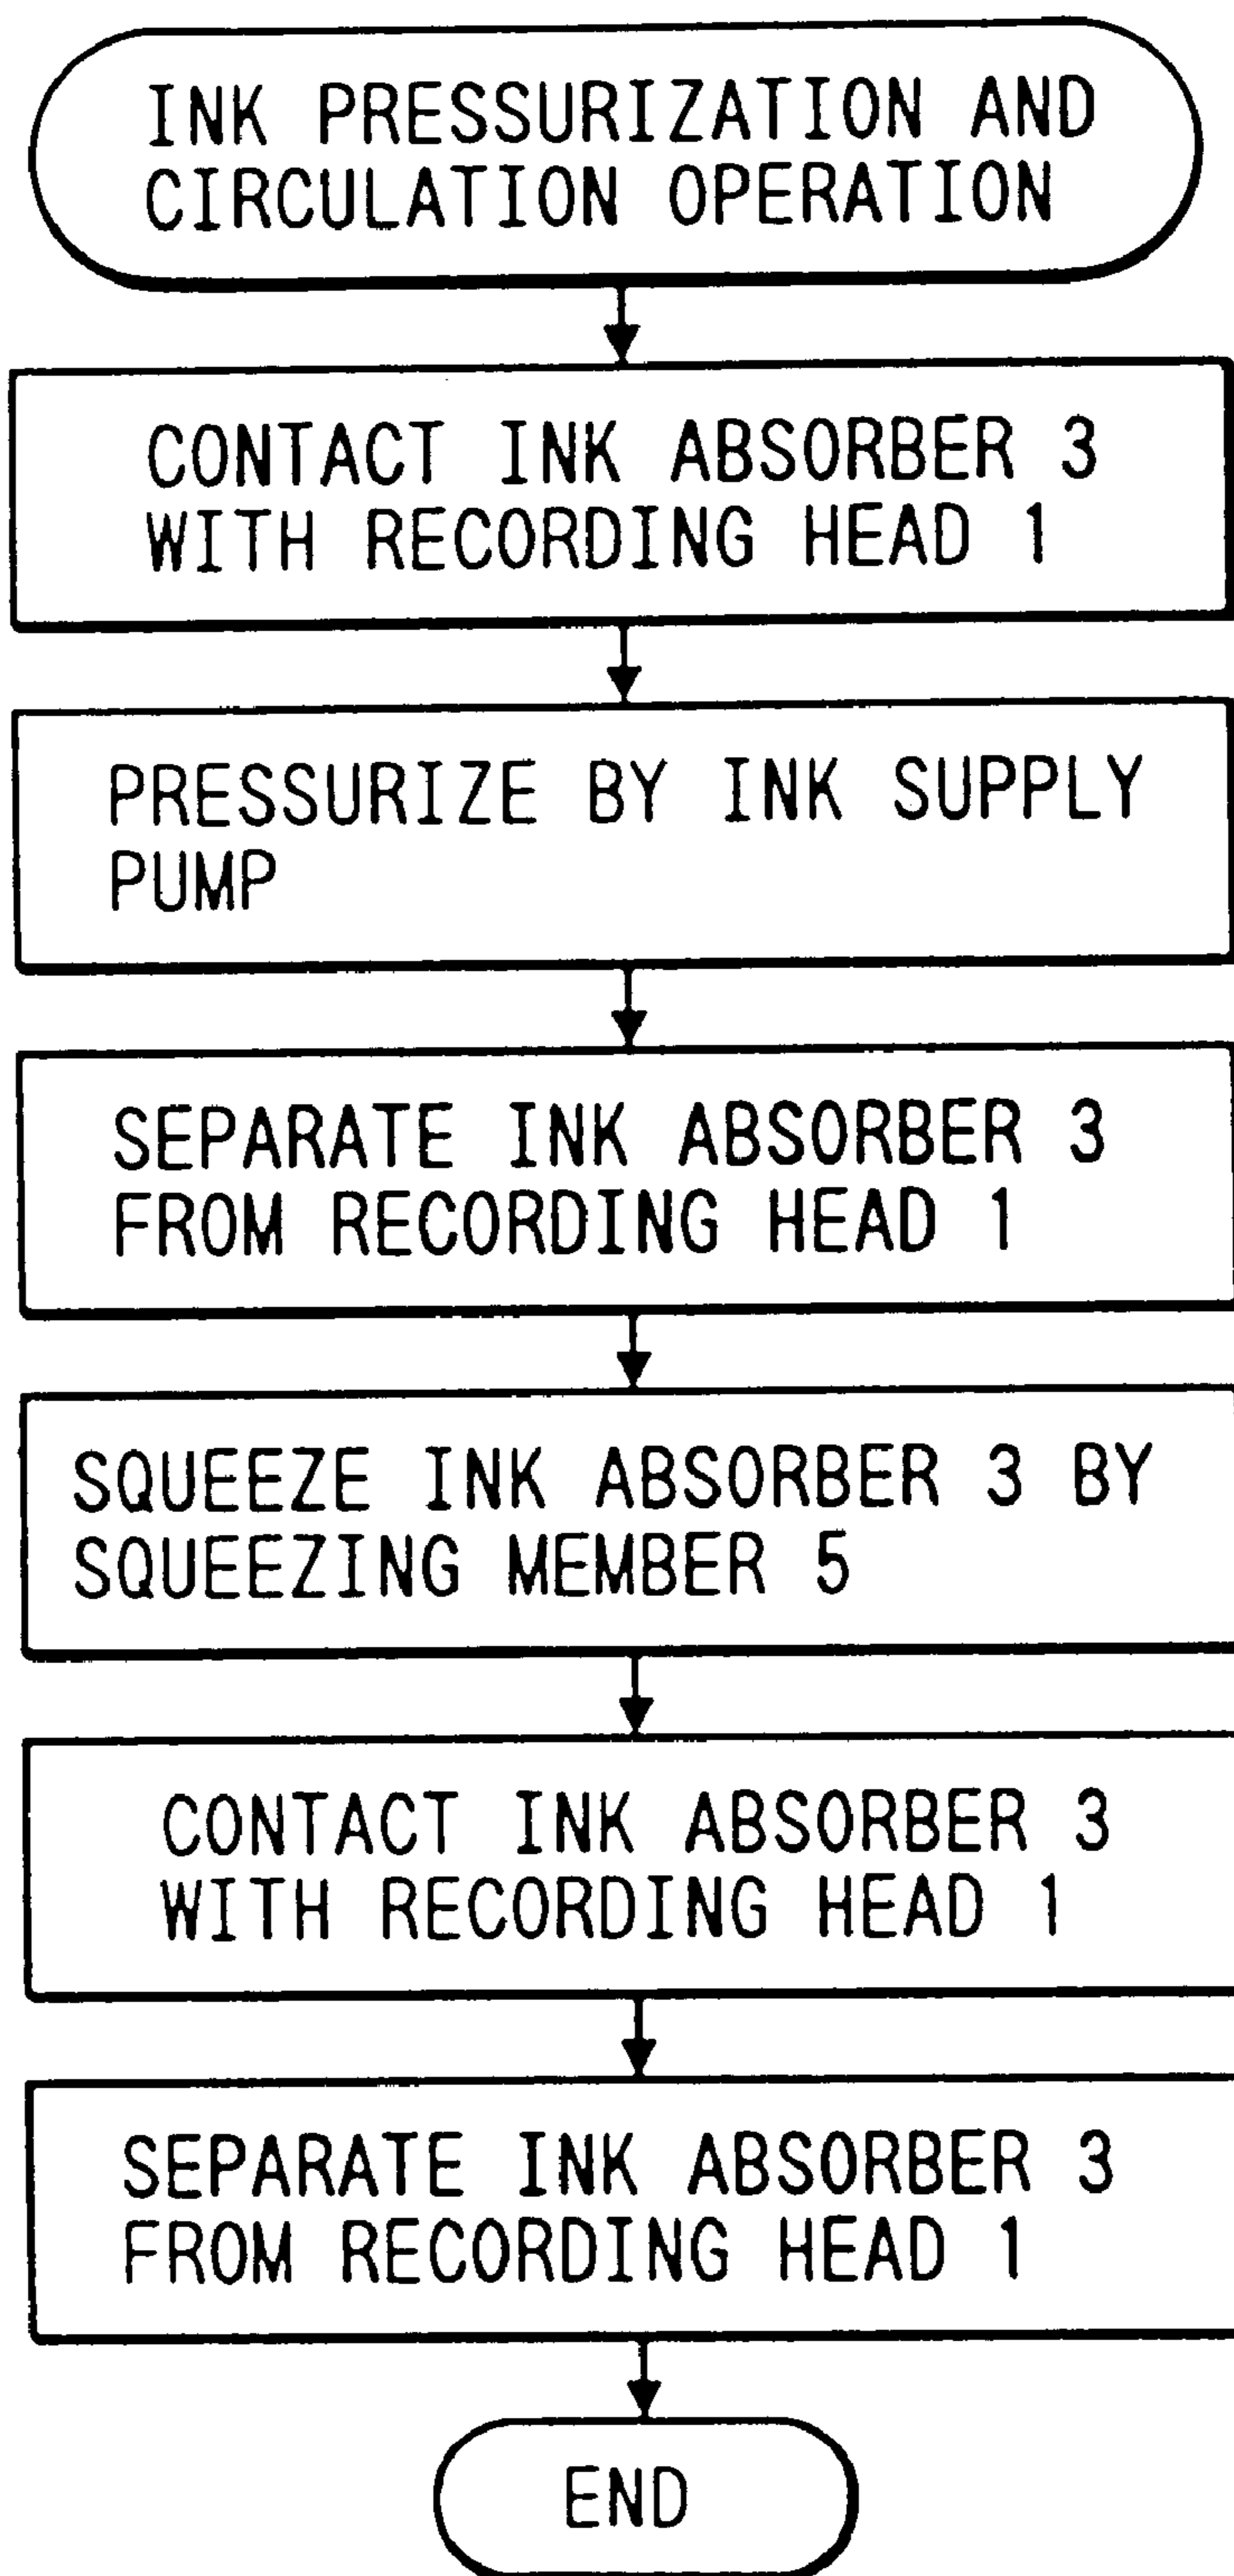 INK PRESSURIZATION AND
CIRCULATION OPERATION
CONTACT INK ABSORBER 3
WITH RECORDING HEAD 1
PRESSURIZE BY INK SUPPLY
PUMP
SEPARATE INK ABSORBER 3
FROM RECORDING HEAD 1
SQUEEZE INK ABSORBER 3 BY
SQUEEZING MEMBER 5
CONTACT INK ABSORBER 3
WITH RECORDING HEAD 1
SEPARATE INK ABSORBER 3
FROM RECORDING HEAD 1
END